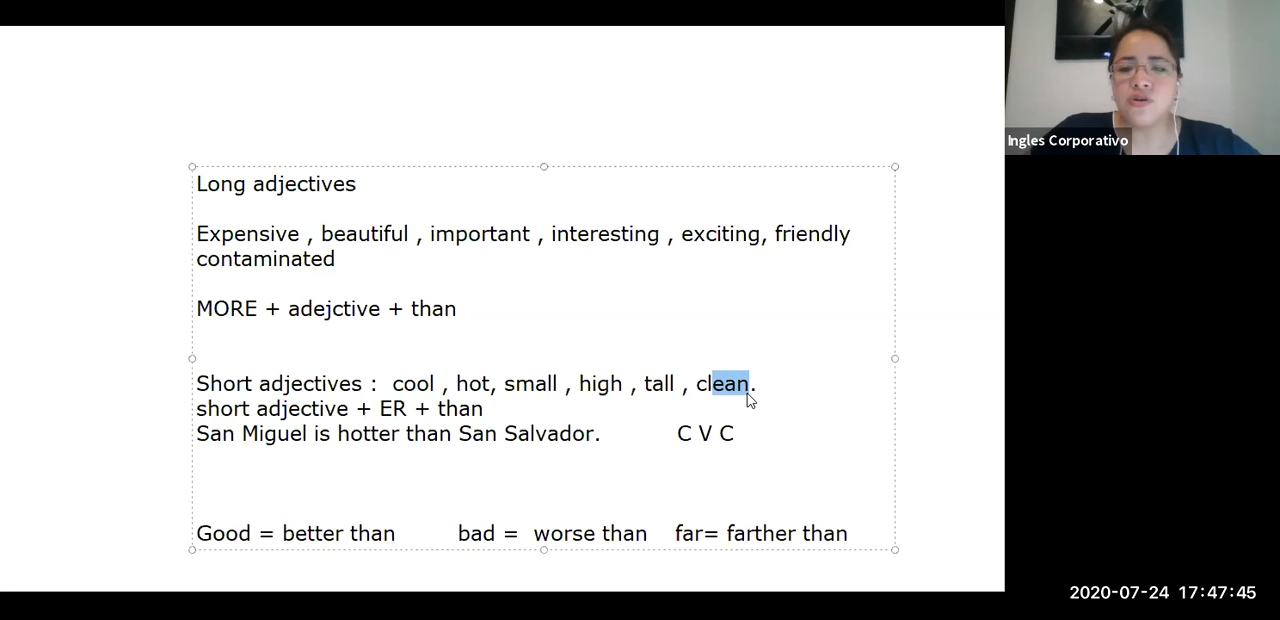 Ingles Corporativo
Long adjectives
Expensive , beautiful , important , interesting , exciting, friendly
contaminated
MORE + adejctive + than
Short adjectives :  cool , hot, small , high , tall , clean.
short adjective + ER + than
San Miguel is hotter than San Salvador. C V C
Good = better than bad =  worse than far= farther than
2020-07-24 17:47:45